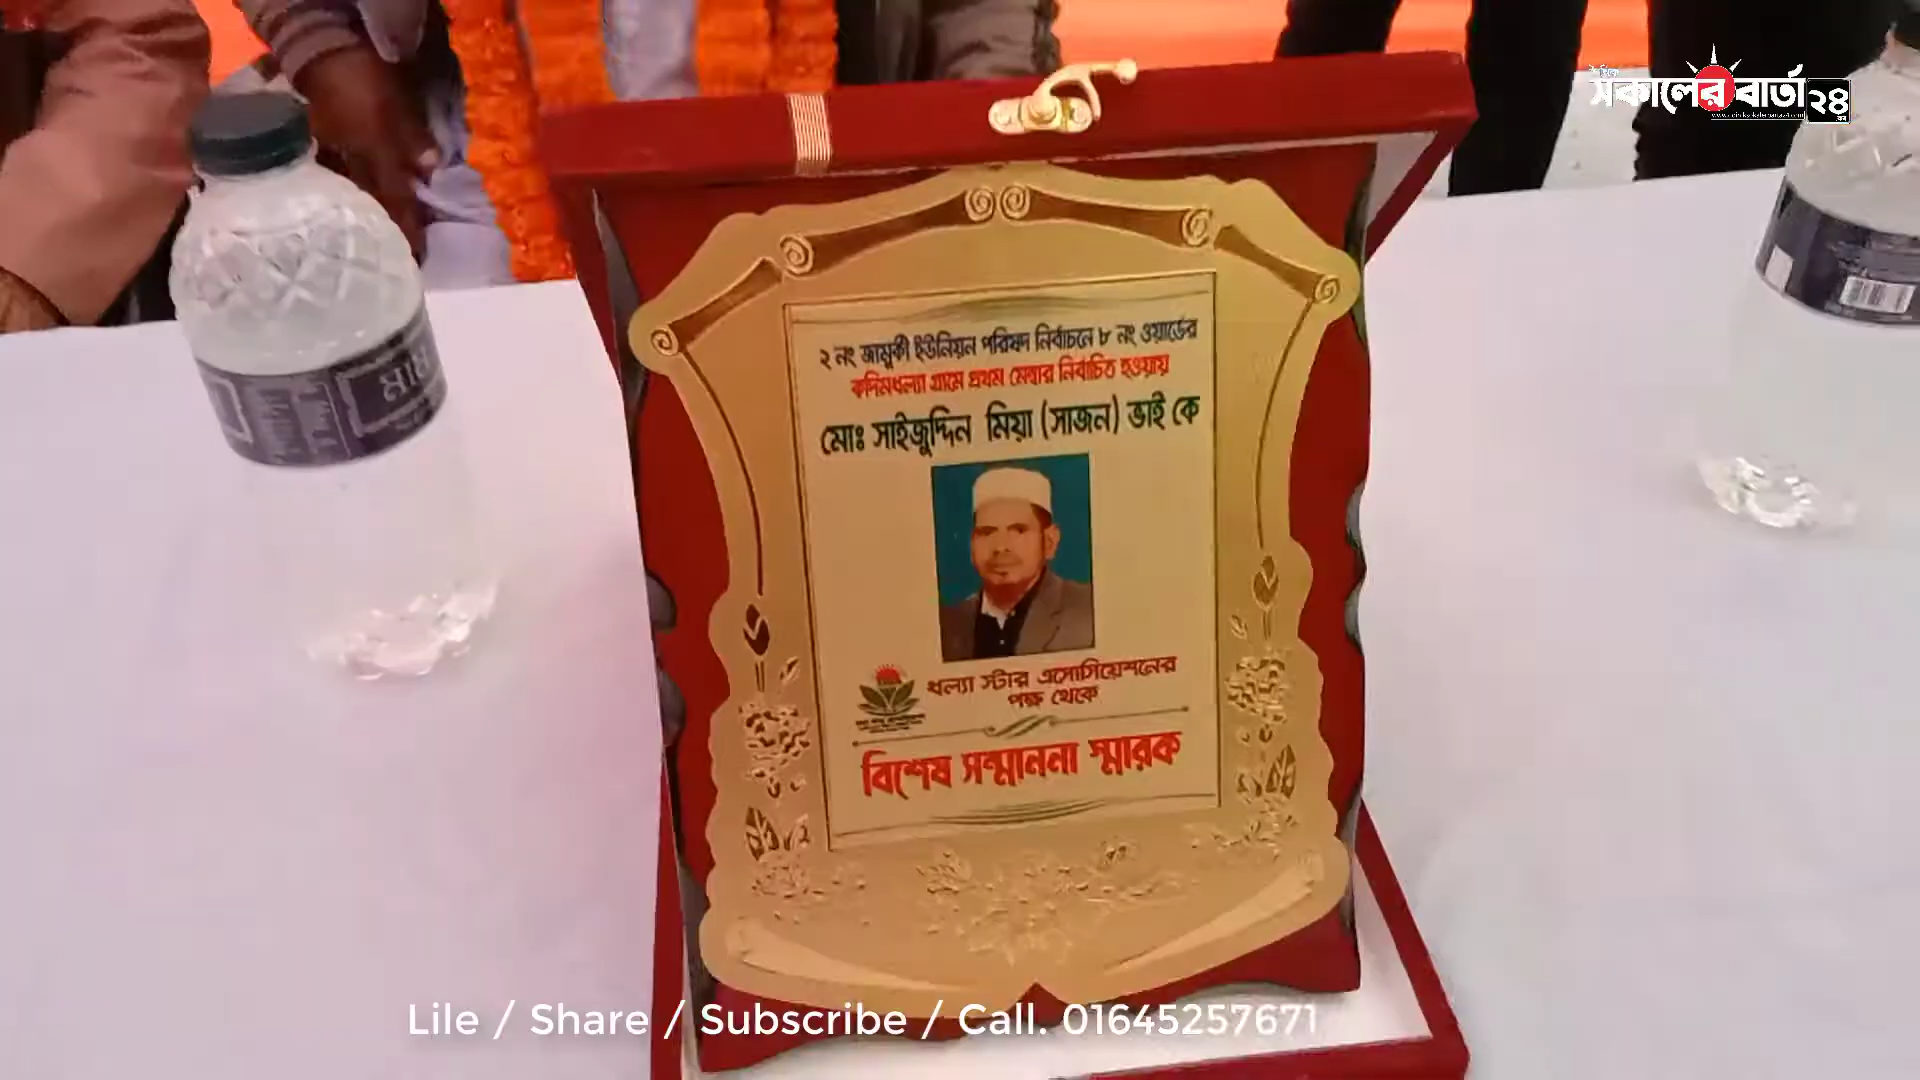 সকালের বার্তা ২৪
২ নং জামুর্কী ইউনিয়ন পরিষদ নির্বাচনে ৮ নং ওয়ার্ডের
কদিমধল্যা গ্রামে প্রথম মেম্বার নির্বাচিত হওয়ায়
মোঃ সাইজুদ্দিন মিয়া (সাজন) ভাই কে
ধল্যা স্টার এসোসিয়েশনের
পক্ষ থেকে
বিশেষ সম্মাননা স্মারক
Lile / Share / Subscribe / Call. 01645257671